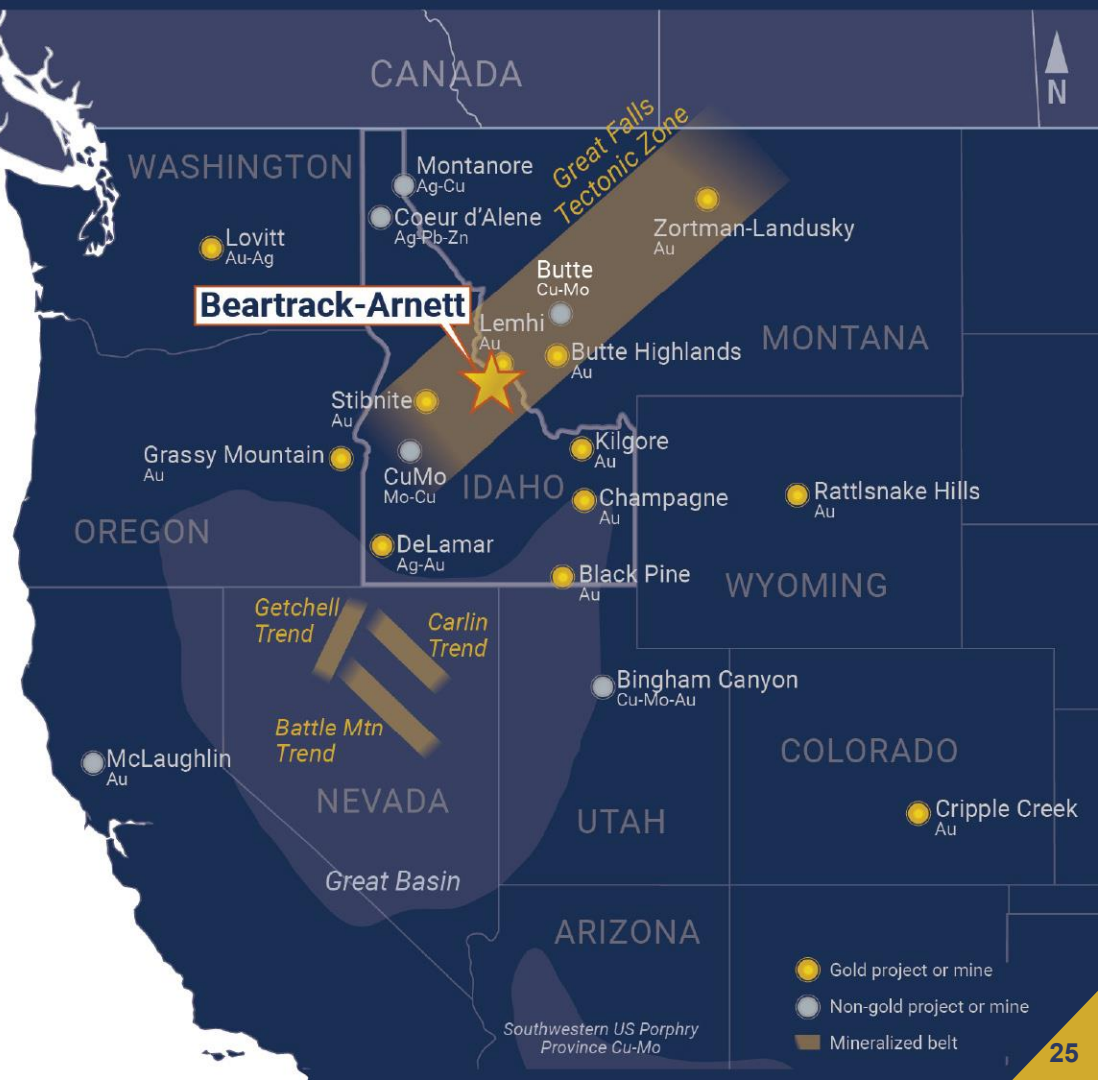 CANADA
N
Great Falls
Tectonic Zone
WASHINGTON
Montanore
Ag-Cu
Coeur d'Alene
Ag-Pb-Zn
Lovitt
Au-Ag
Zortman-Landusky
Au
Butte
Cu-Mo
Beartrack-Arnett
Lemhi
Au
Butte Highlands
Au
MONTANA
Stibnite
Au
Grassy Mountain
Au
CuMo
Mo-Cu
IDAHO
Kilgore
Au
Champagne
Au
Rattlsnake Hills
Au
OREGON
DeLamar
Ag-Au
Black Pine
Au
WYOMING
Getchell
Trend
Carlin
Trend
Battle Mtn
Trend
Bingham Canyon
Cu-Mo-Au
McLaughlin
Au
NEVADA
UTAH
COLORADO
Cripple Creek
Au
Great Basin
ARIZONA
Southwestern US Porphry
Province Cu-Mo
Gold project or mine
Non-gold project or mine
Mineralized belt
25